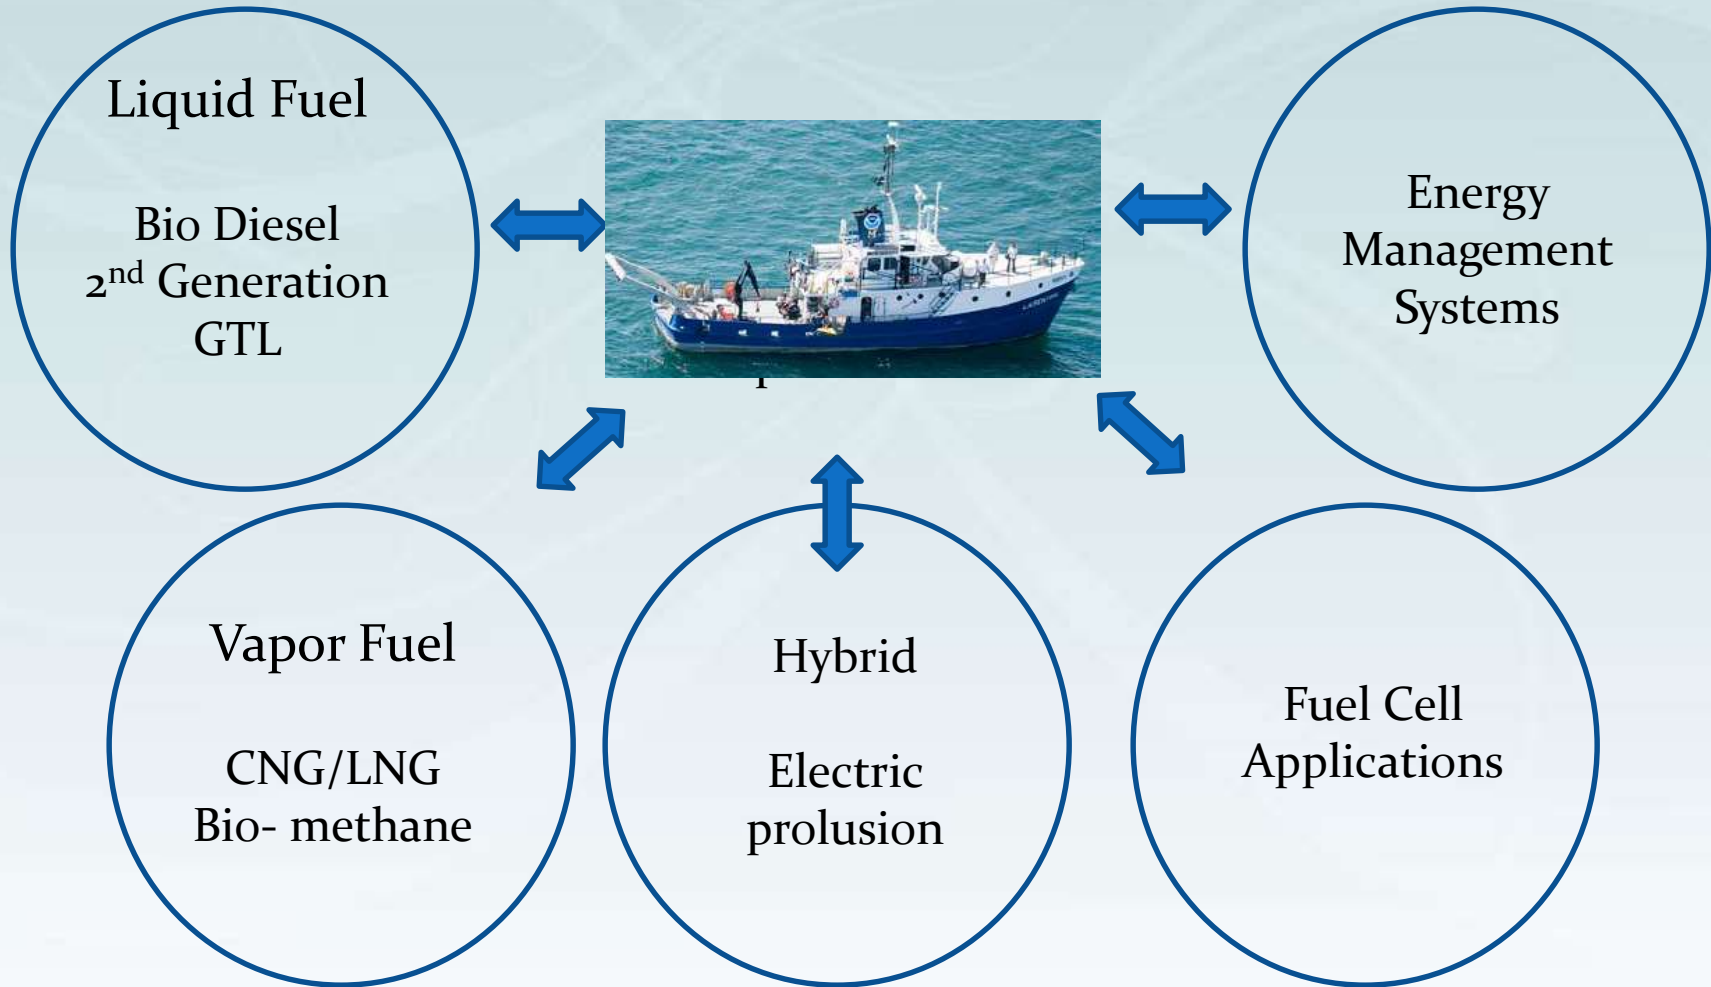 Liquid Fuel
Bio Diesel
2nd Generation
GTL
Energy
Management
Systems
Vapor Fuel
CNG/LNG
Bio- methane
Hybrid
Electric
prolusion
Fuel Cell
Applications